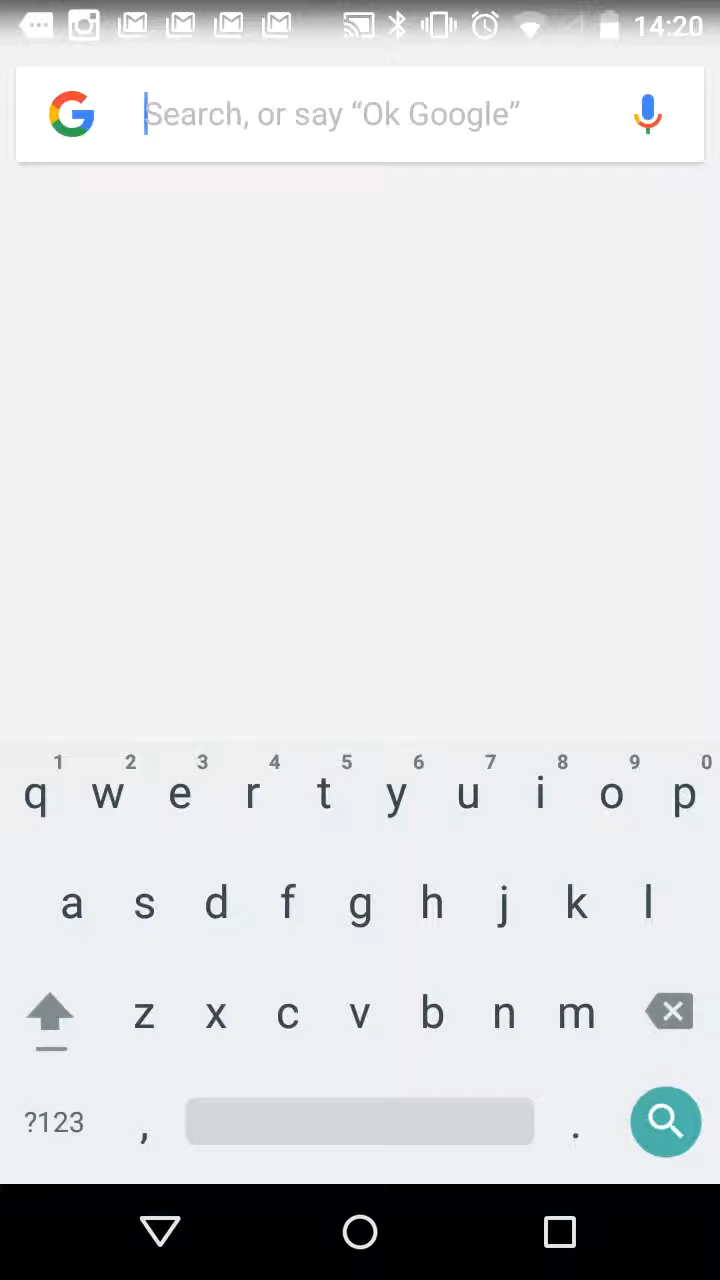 14:20
Search, or say “Ok Google”
1 2 3 4 5 6 7 8 9 0
q w e r t y u i o p
a s d f g h j k l
z x c v b n m
?123 , .